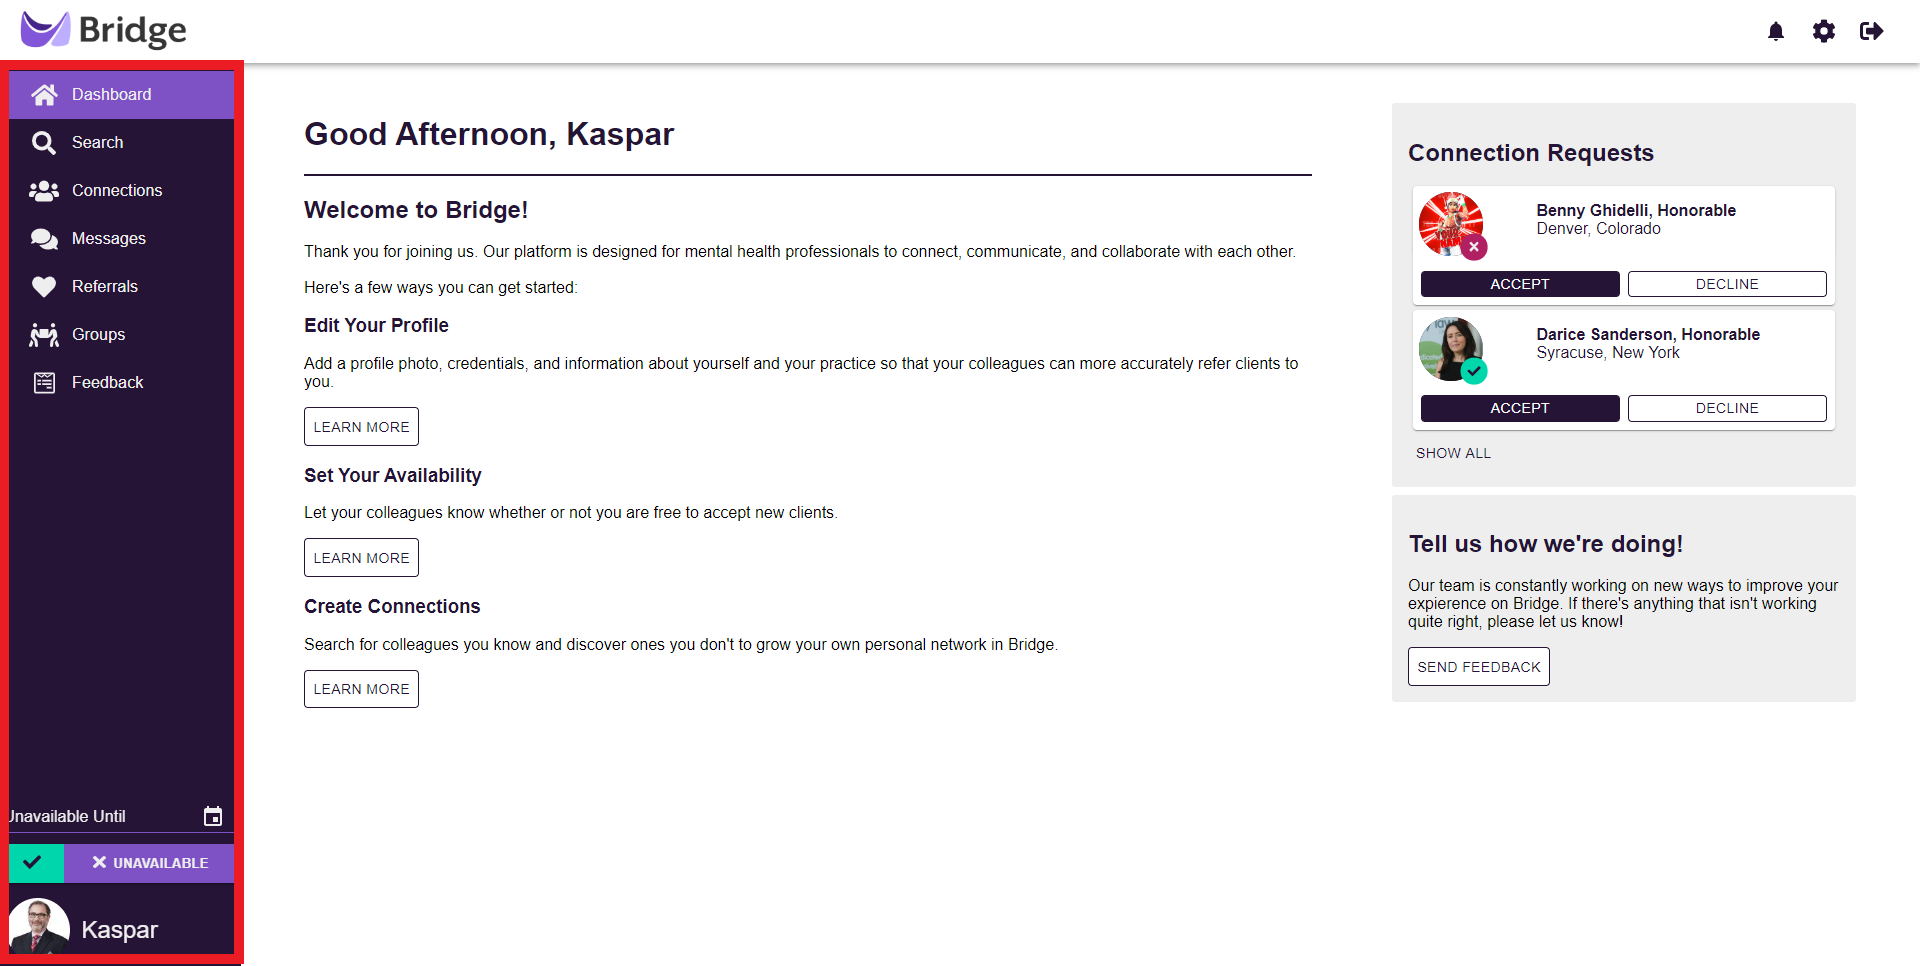 Bridge
Dashboard
Search
Connections
Messages
Referrals
Groups
Feedback
Unavailable Until
UNAVAILABLE
Kaspar
Good Afternoon, Kaspar
Welcome to Bridge!
Thank you for joining us. Our platform is designed for mental health professionals to connect, communicate, and collaborate with each other.
Here's a few ways you can get started:
Edit Your Profile
Add a profile photo, credentials, and information about yourself and your practice so that your colleagues can more accurately refer clients to
you.
LEARN MORE
Set Your Availability
Let your colleagues know whether or not you are free to accept new clients.
LEARN MORE
Create Connections
Search for colleagues you know and discover ones you don't to grow your own personal network in Bridge.
LEARN MORE
Connection Requests
Benny Ghidelli, Honorable
Denver, Colorado
ACCEPT
DECLINE
Darice Sanderson, Honorable
Syracuse, New York
ACCEPT
DECLINE
SHOW ALL
Tell us how we're doing!
Our team is constantly working on new ways to improve your
expierence on Bridge. If there's anything that isn't working
quite right, please let us know!
SEND FEEDBACK